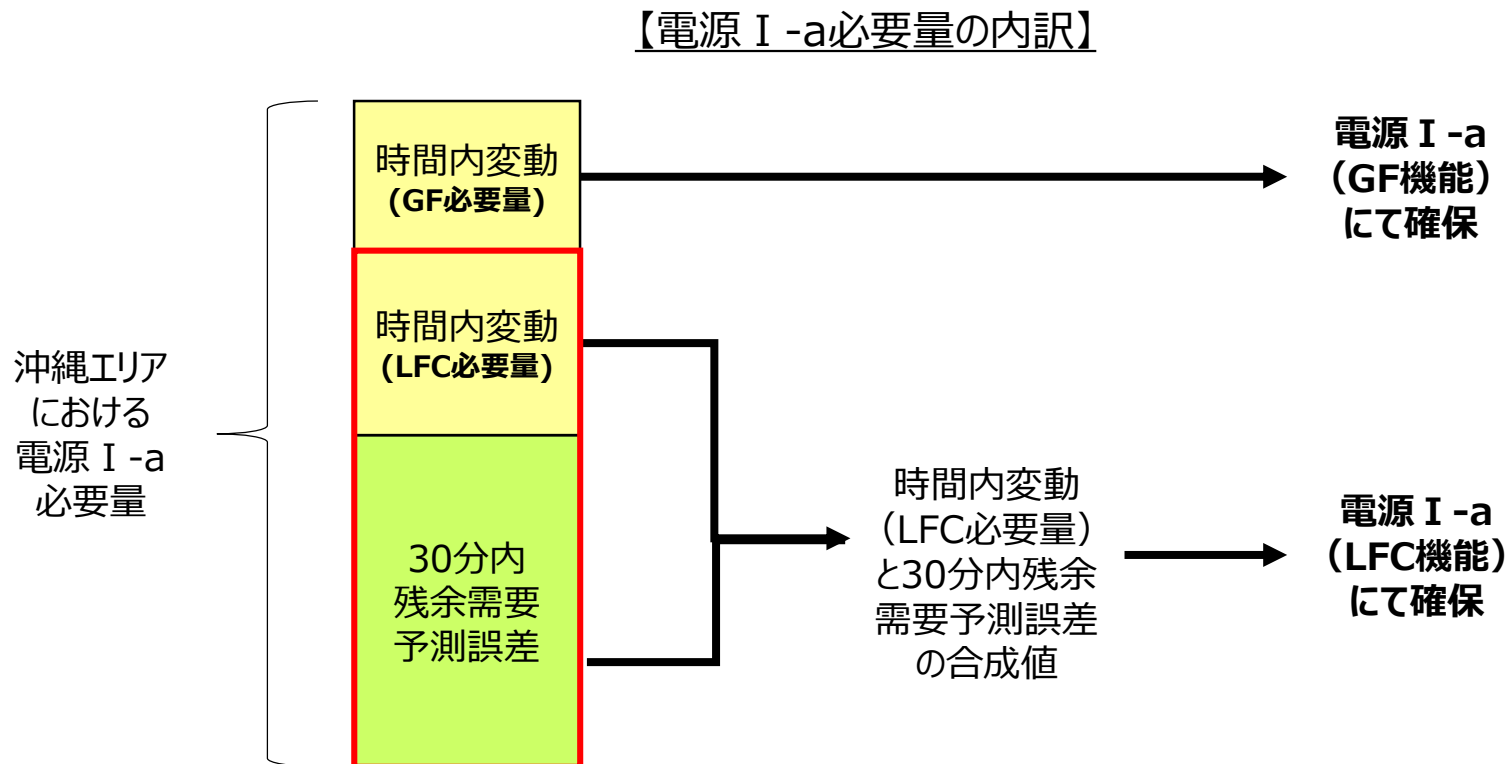 【電源Ⅰ-a必要量の内訳】
時間内変動
(GF必要量)
電源Ⅰ-a
（GF機能）
にて確保
時間内変動
(LFC必要量)
沖縄エリア
における
電源Ⅰ-a
必要量
30分内
残余需要
予測誤差
時間内変動
（LFC必要量）
と30分内残余
需要予測誤差
の合成値
電源Ⅰ-a
（LFC機能）
にて確保